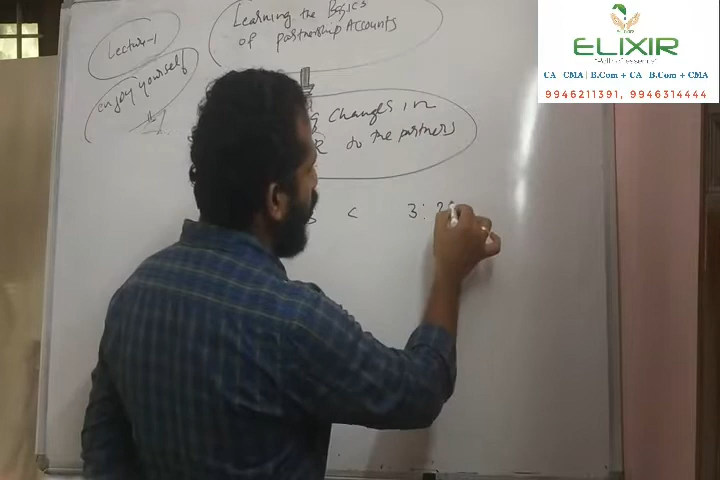 Lecture-1
enjoy yourself
Learning the Basics
of partnership Accounts
changes in
to the partners
C 3:
ELIXIR
CA | CMA | B.Com + CA | B.Com + CMA
9946211391, 9946314444